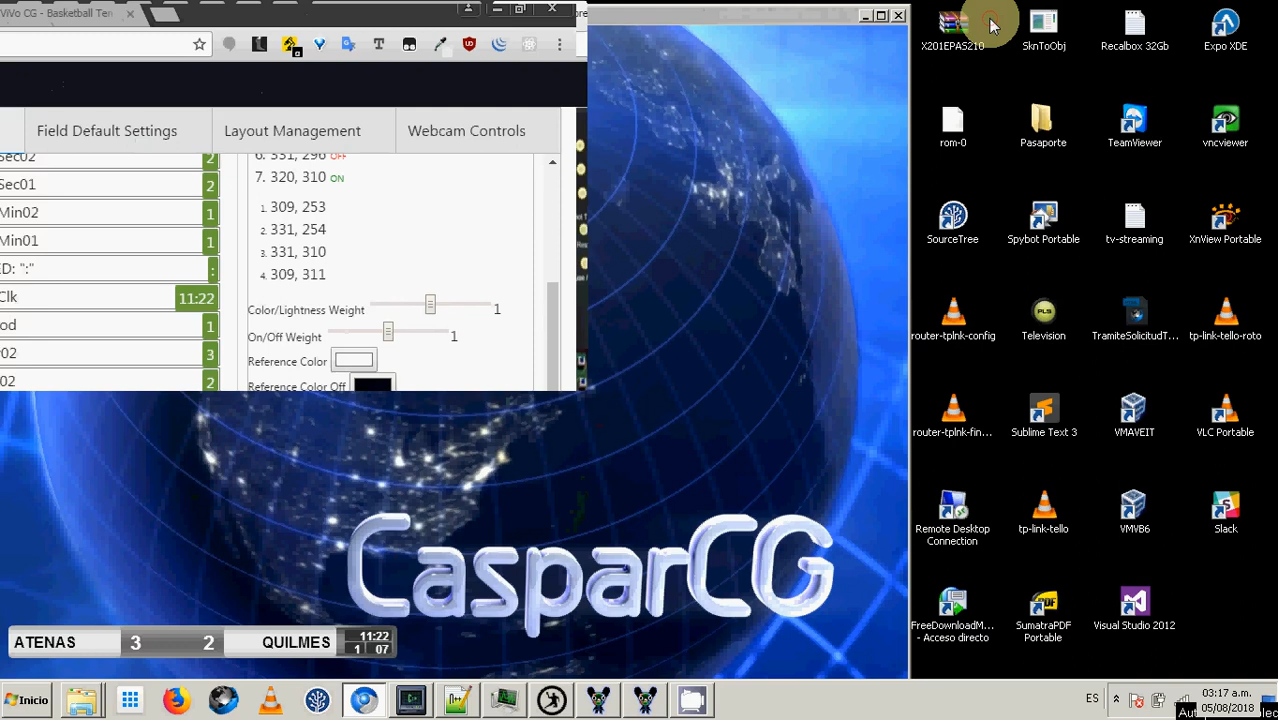 ViVo CG - Basketball Ten
Field Default Settings
Layout Management
Webcam Controls
Sec02
2
Sec01
2
Min02
1
Min01
1
ED: ":"
:
Clk
11:22
od
1
02
3
02
2
6. 331, 296 OFF
7. 320, 310 ON
1. 309, 253
2. 331, 254
3. 331, 310
4. 309, 311
Color/Lightness Weight
1
On/Off Weight
1
Reference Color
Reference Color Off
CasparCG
ATENAS
3
2
QUILMES
11:22
1
07
X201EPAS210
SknToObj
Recalbox 32Gb
Expo XDE
rom-0
Pasaporte
TeamViewer
vncviewer
SourceTree
Spybot Portable
tv-streaming
XnView Portable
PLS
router-tplnk-config
Television
TramiteSolicitudT...
tp-link-tello-roto
router-tplnk-fin...
Sublime Text 3
VMAVEIT
VLC Portable
Remote Desktop
Connection
tp-link-tello
VMVB6
Slack
PDF
FreeDownloadM...
- Acceso directo
SumatraPDF
Portable
Visual Studio 2012
Inicio
ES
03:17 a.m.
05/08/2018